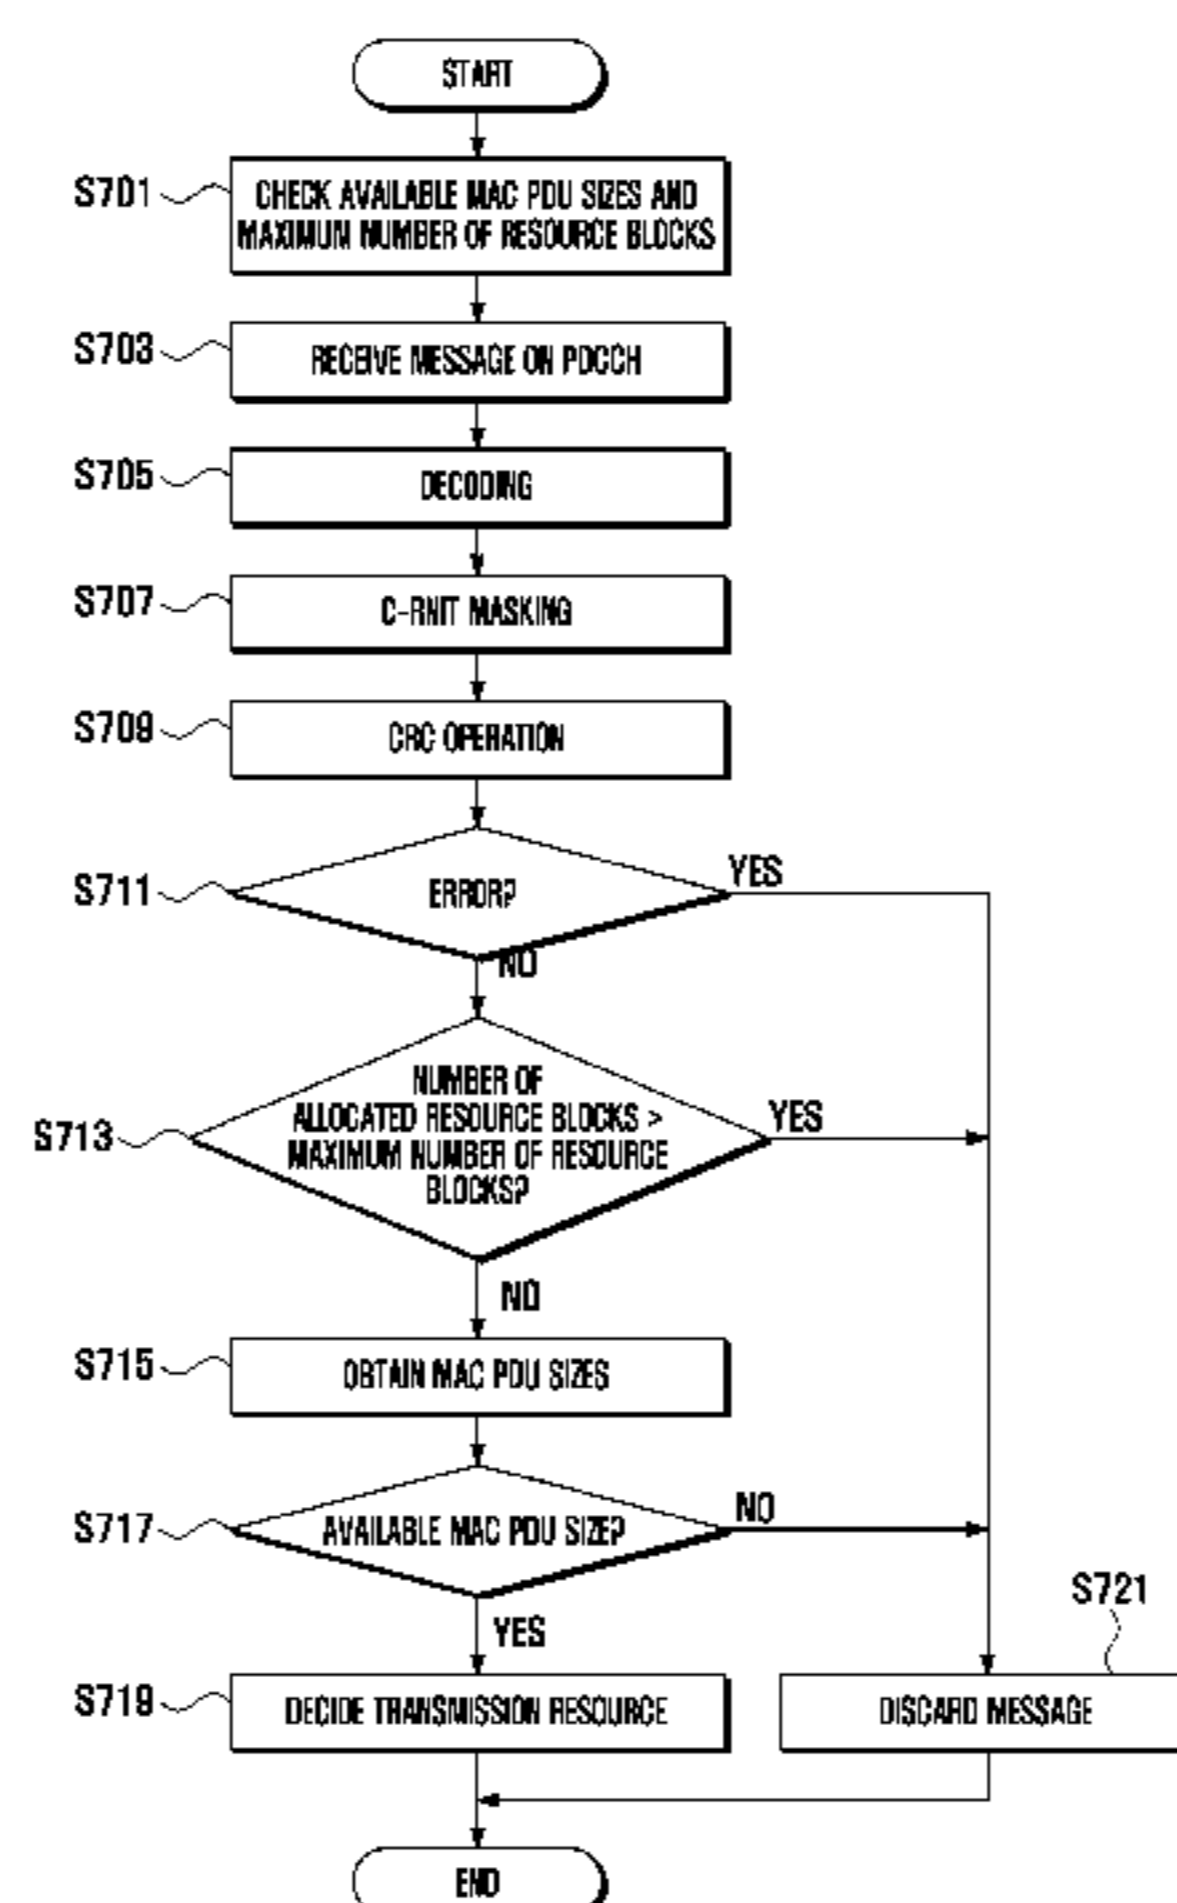 START
S701
CHECK AVAILABLE MAC PDU SIZES AND
MAXIMUM NUMBER OF RESOURCE BLOCKS
S703
RECEIVE MESSAGE ON PDCCH
S705
DECODING
S707
C-RNIT MASKING
S709
CRC OPERATION
S711
ERROR?
YES
NO
S713
NUMBER OF
ALLOCATED RESOURCE BLOCKS >
MAXIMUM NUMBER OF RESOURCE
BLOCKS?
YES
NO
S715
OBTAIN MAC PDU SIZES
S717
AVAILABLE MAC PDU SIZE?
NO
YES
S721
S719
DECIDE TRANSMISSION RESOURCE
DISCARD MESSAGE
END